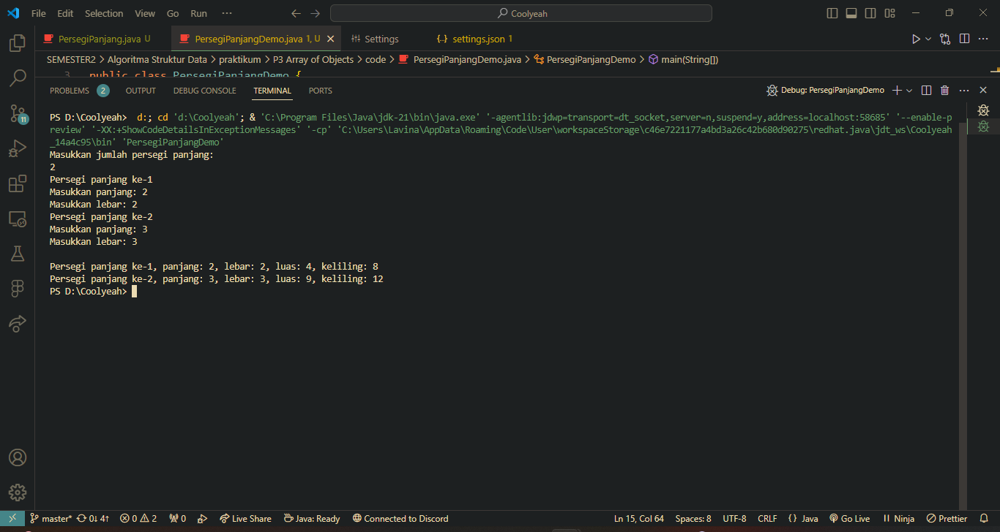 File Edit Selection View Go Run ··· Coolyeah
PersegiPanjang.java U PersegiPanjangDemo.java 1, U Settings {..} settings.json 1
SEMESTER2 > Algoritma Struktur Data > praktikum > P3 Array of Objects > code > PersegiPanjangDemo.java > PersegiPanjangDemo > main(String[])
3 public class PersegiPanjangDemo {
PROBLEMS 2 OUTPUT DEBUG CONSOLE TERMINAL PORTS Debug: PersegiPanjangDemo
PS D:\Coolyeah>  d:; cd 'd:\Coolyeah'; & 'C:\Program Files\Java\jdk-21\bin\java.exe' '-agentlib:jdwp=transport=dt_socket,server=n,suspend=y,address=localhost:58685' '--enable-p
review' '-XX:+ShowCodeDetailsInExceptionMessages' '-cp' 'C:\Users\Lavina\AppData\Roaming\Code\User\workspaceStorage\c46e7221177a4bd3a26c42b680d90275\redhat.java\jdt_ws\Coolyeah
_14a4c95\bin' 'PersegiPanjangDemo'
Masukkan jumlah persegi panjang:
2
Persegi panjang ke-1
Masukkan panjang: 2
Masukkan lebar: 2
Persegi panjang ke-2
Masukkan panjang: 3
Masukkan lebar: 3
Persegi panjang ke-1, panjang: 2, lebar: 2, luas: 4, keliling: 8
Persegi panjang ke-2, panjang: 3, lebar: 3, luas: 9, keliling: 12
PS D:\Coolyeah>
11
master* 0↓ 4↑ 0 2 0 Live Share Java: Ready Connected to Discord Ln 15, Col 64 Spaces: 8 UTF-8 CRLF {} Java Go Live Ninja Prettier